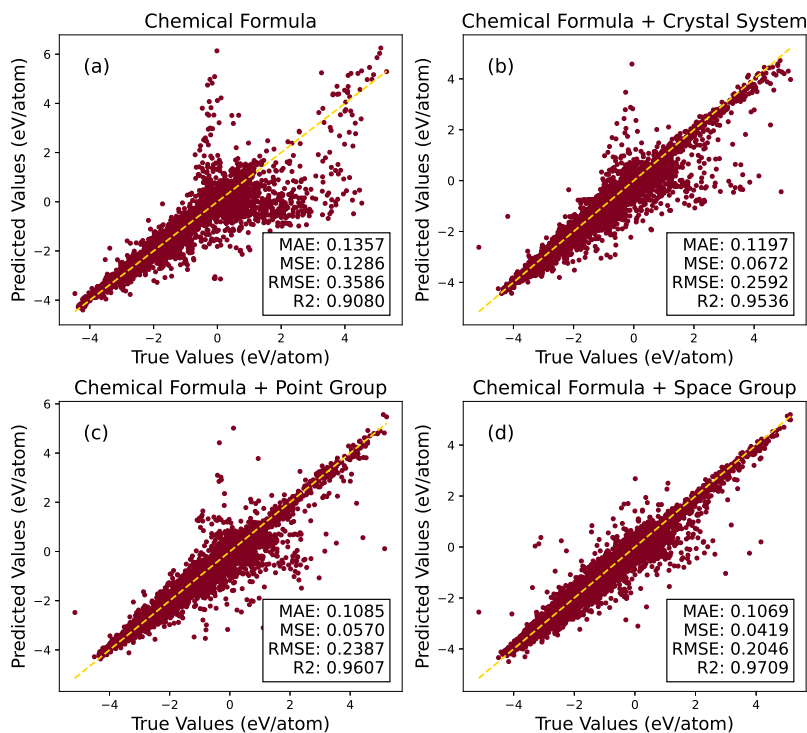 Chemical Formula
Chemical Formula + Crystal System
(a)
(b)
6
4
2
0
−2
−4
4
2
0
−2
−4
Predicted Values (eV/atom)
Predicted Values (eV/atom)
MAE: 0.1357
MSE: 0.1286
RMSE: 0.3586
R2: 0.9080
MAE: 0.1197
MSE: 0.0672
RMSE: 0.2592
R2: 0.9536
−4 −2 0 2 4
−4 −2 0 2 4
True Values (eV/atom)
True Values (eV/atom)
Chemical Formula + Point Group
Chemical Formula + Space Group
(c)
(d)
6
4
2
0
−2
−4
4
2
0
−2
−4
Predicted Values (eV/atom)
Predicted Values (eV/atom)
MAE: 0.1085
MSE: 0.0570
RMSE: 0.2387
R2: 0.9607
MAE: 0.1069
MSE: 0.0419
RMSE: 0.2046
R2: 0.9709
−4 −2 0 2 4
−4 −2 0 2 4
True Values (eV/atom)
True Values (eV/atom)